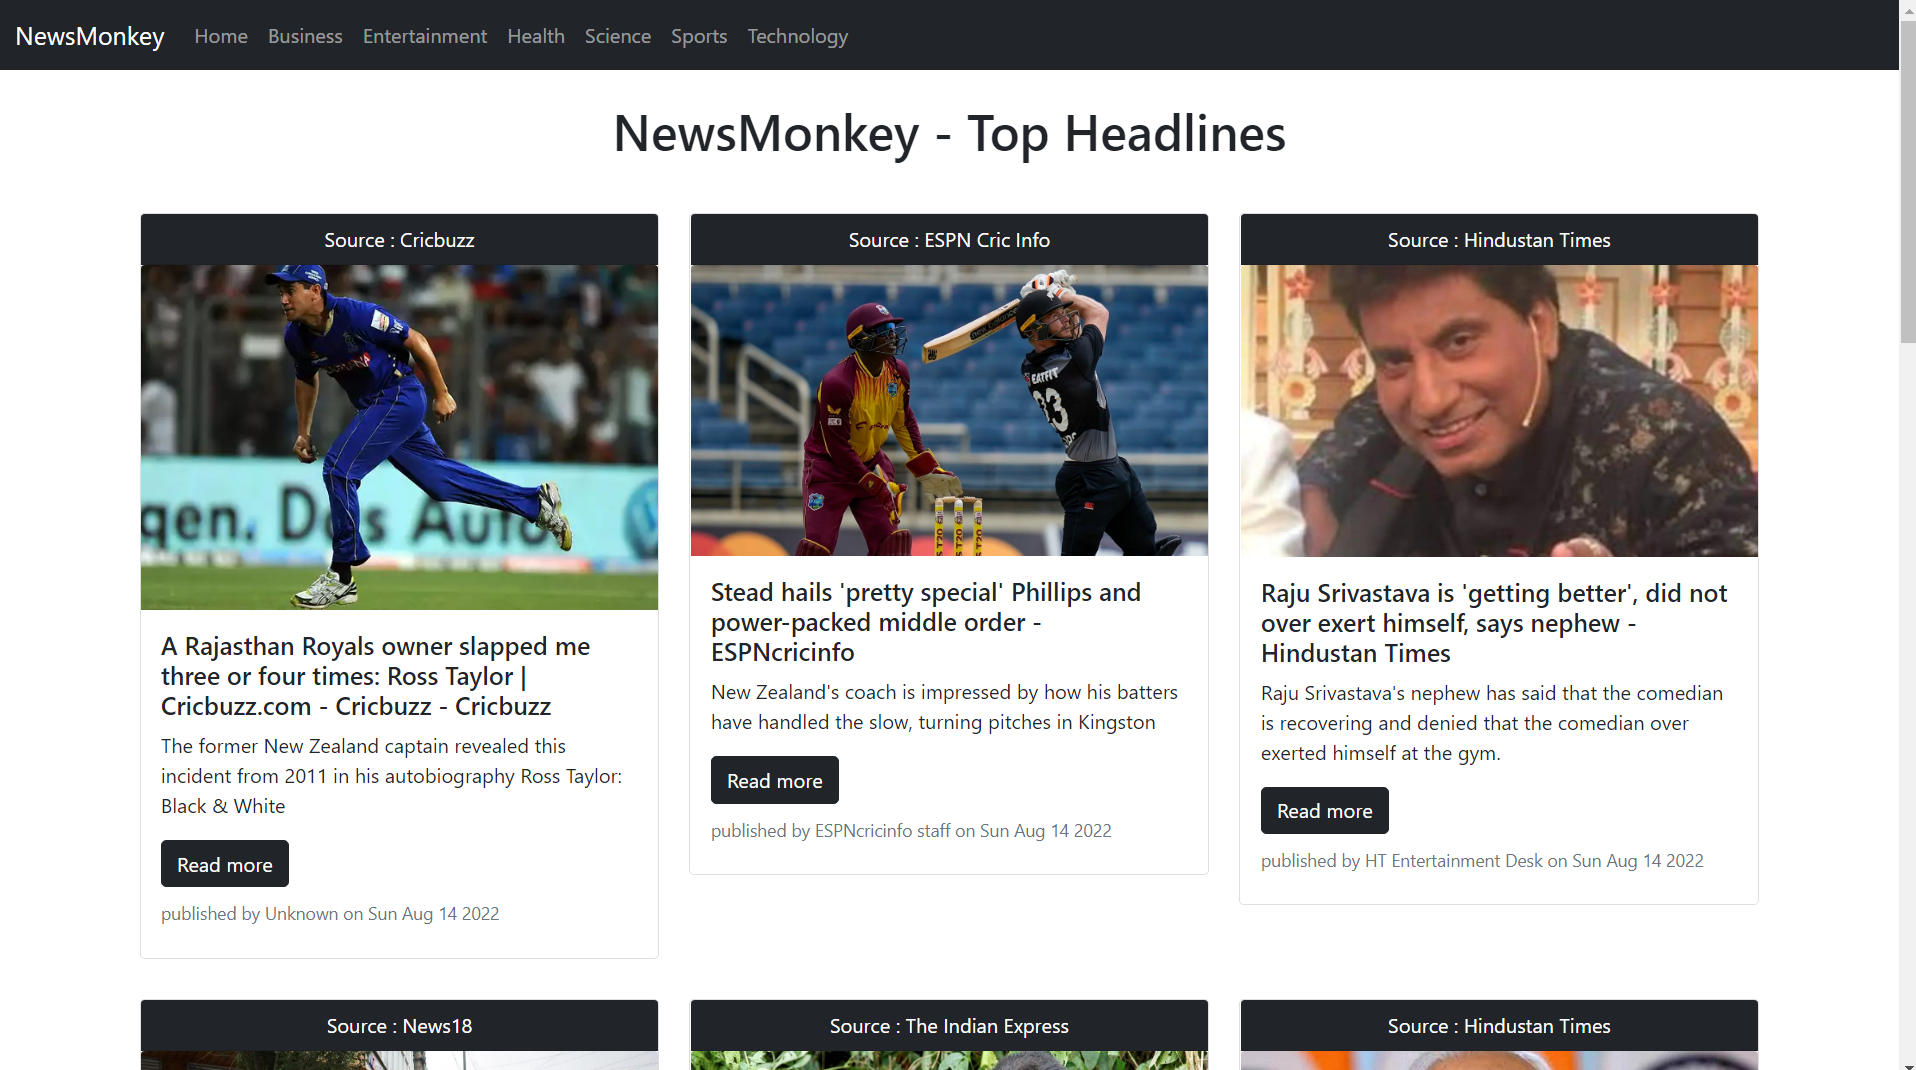 NewsMonkey Home Business Entertainment Health Science Sports Technology
NewsMonkey - Top Headlines
Source : Cricbuzz
gen. Das Auto
A Rajasthan Royals owner slapped me
three or four times: Ross Taylor |
Cricbuzz.com - Cricbuzz - Cricbuzz
The former New Zealand captain revealed this
incident from 2011 in his autobiography Ross Taylor:
Black & White
Read more
published by Unknown on Sun Aug 14 2022
Source : ESPN Cric Info
new balance
EATFIT
33
T20
Stead hails 'pretty special' Phillips and
power-packed middle order -
ESPNcricinfo
New Zealand's coach is impressed by how his batters
have handled the slow, turning pitches in Kingston
Read more
published by ESPNcricinfo staff on Sun Aug 14 2022
Source : Hindustan Times
Raju Srivastava is 'getting better', did not
over exert himself, says nephew -
Hindustan Times
Raju Srivastava's nephew has said that the comedian
is recovering and denied that the comedian over
exerted himself at the gym.
Read more
published by HT Entertainment Desk on Sun Aug 14 2022
Source : News18
Source : The Indian Express
Source : Hindustan Times